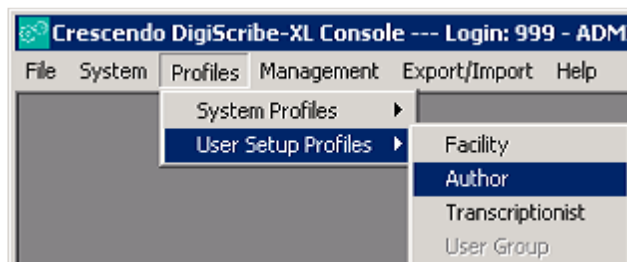 Crescendo DigiScribe-XL Console --- Login: 999 - ADM
File System Profiles Management Export/Import Help
System Profiles
User Setup Profiles
Facility
Author
Transcriptionist
User Group